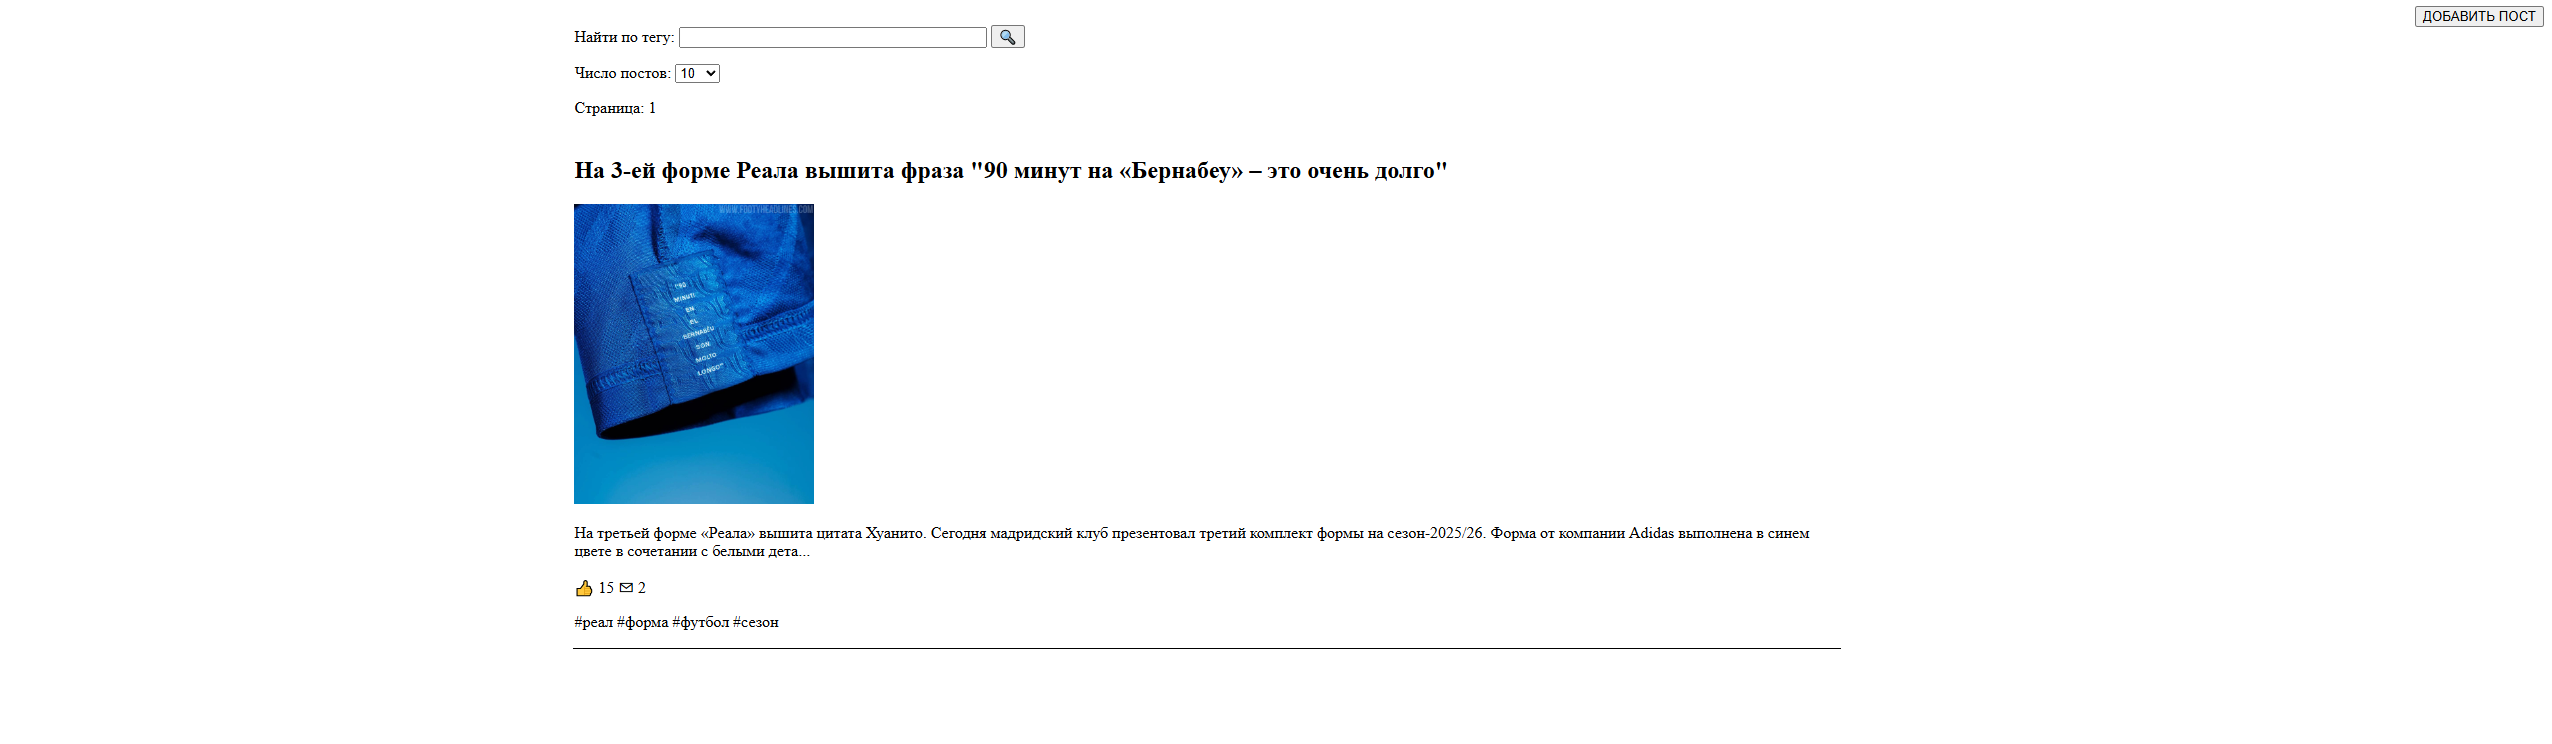 ДОБАВИТЬ ПОСТ
Найти по тегу:
Число постов: 10
Страница: 1
На 3-ей форме Реала вышита фраза "90 минут на «Бернабеу» – это очень долго"
WWW.FOOTYHEADLINES.COM
"90
MINUTI
EN
EL
BERNABÉU
SON
MOLTO
LONGO"
На третьей форме «Реала» вышита цитата Хуанито. Сегодня мадридский клуб презентовал третий комплект формы на сезон-2025/26. Форма от компании Adidas выполнена в синем
цвете в сочетании с белыми дета...
15 2
#реал #форма #футбол #сезон